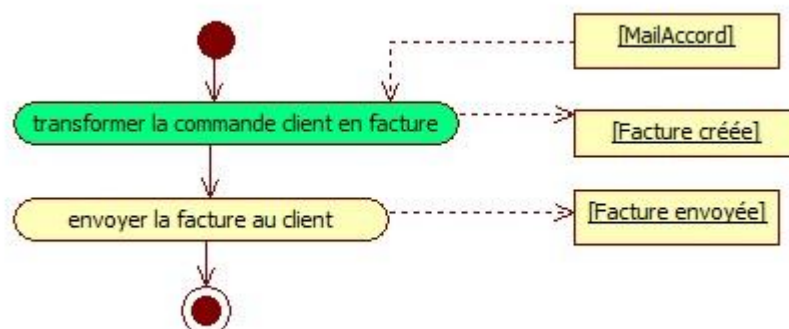 [MailAccord]
transformer la commande client en facture
[Facture créée]
envoyer la facture au client
[Facture envoyée]